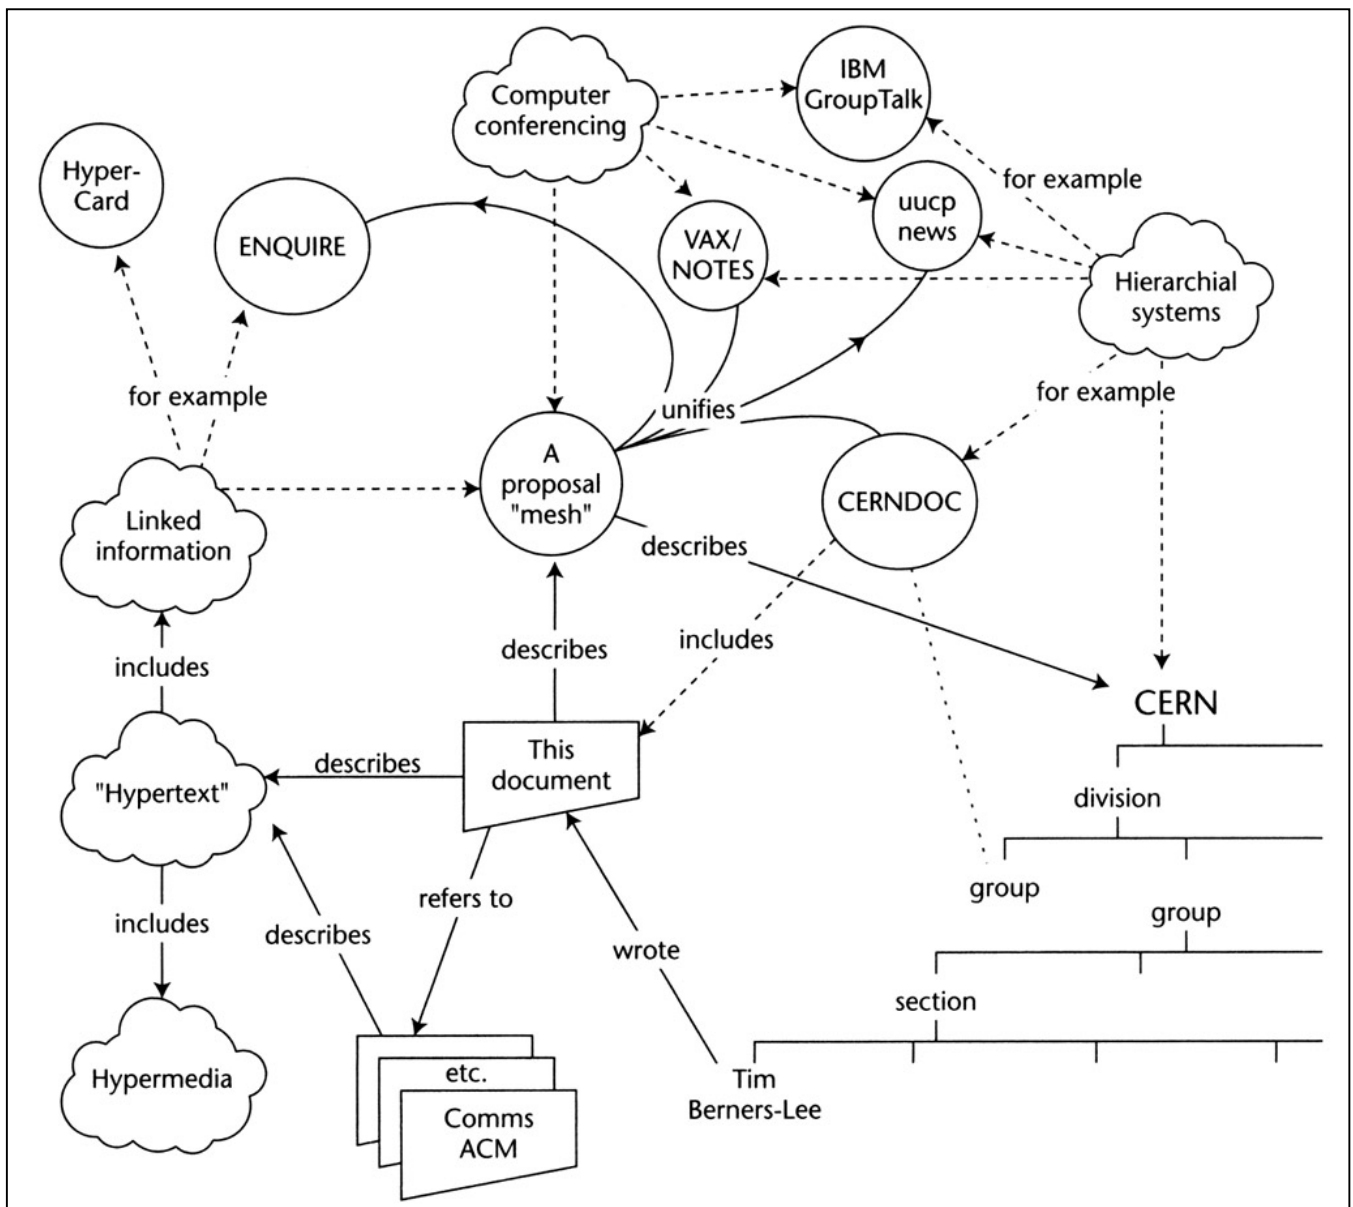 IBM
GroupTalk
Computer
conferencing
Hyper-
Card
for example
uucp
news
ENQUIRE
VAX/
NOTES
Hierarchial
systems
for example
for example
unifies
A
proposal
"mesh"
CERNDOC
Linked
information
describes
includes
describes
includes
CERN
This
document
describes
"Hypertext"
division
refers to
group
group
includes
describes
wrote
section
Hypermedia
etc.
Comms
ACM
Tim
Berners-Lee